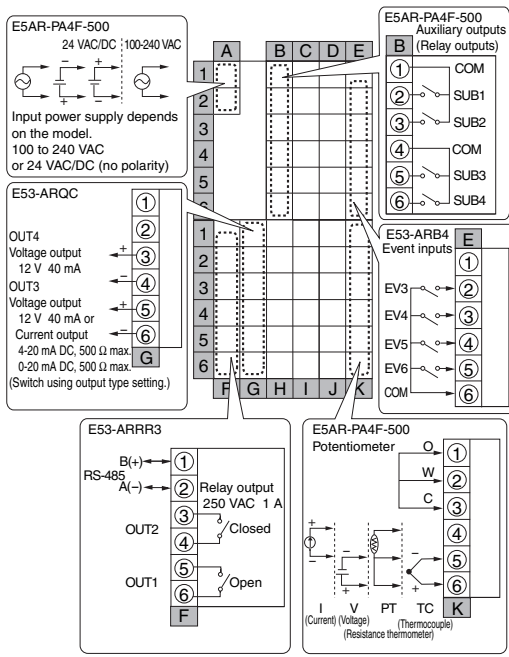 E5AR-PA4F-500
24 VAC/DC
100-240 VAC
Input power supply depends
on the model.
100 to 240 VAC
or 24 VAC/DC (no polarity)
A
B C D E
1
2
3
4
5
6
1
2
3
4
5
6
F G H I J K
E5AR-PA4F-500
Auxiliary outputs
(Relay outputs)
B
1 COM
2 SUB1
3 SUB2
4 COM
5 SUB3
6 SUB4
E53-ARQC
1
2
OUT4
Voltage output
12 V 40 mA
+ 3
− 4
OUT3
Voltage output
12 V 40 mA or
Current output
4-20 mA DC, 500 Ω max.
0-20 mA DC, 500 Ω max.
(Switch using output type setting.)
+ 5
− 6
G
E53-ARB4
Event inputs
E
1
EV3 2
EV4 3
EV5 4
EV6 5
COM 6
E53-ARRR3
RS-485
B(+) 1
A(−) 2
Relay output
250 VAC 1 A
OUT2
3
4
Closed
OUT1
5
6
Open
F
E5AR-PA4F-500
Potentiometer
O 1
W 2
C 3
4
5
6
K
+ − − + − +
I V PT TC
(Current) (Voltage) (Thermocouple)
(Resistance thermometer)